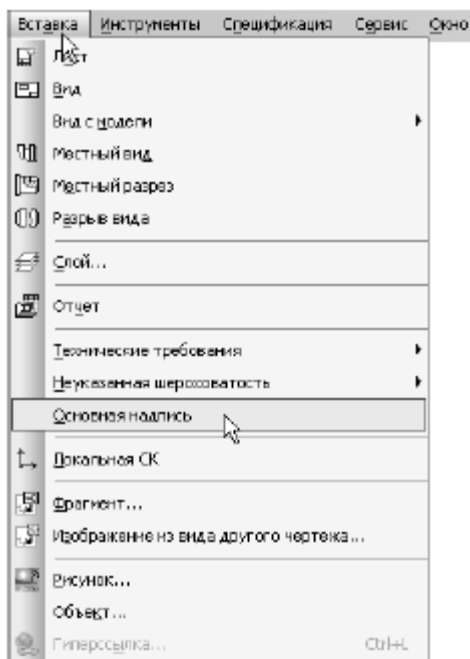 Вставка Инструменты Спецификация Сервис Окно
Лист
Вид
Вид с модели
Местный вид
Местный разрез
Разрыв вида
Слой...
Отчет
Технические требования
Неуказанная шероховатость
Основная надпись
Локальная СК
Фрагмент...
Изображение из вида другого чертежа...
Рисунок...
Объект...
Гиперссылка... Ctrl+L